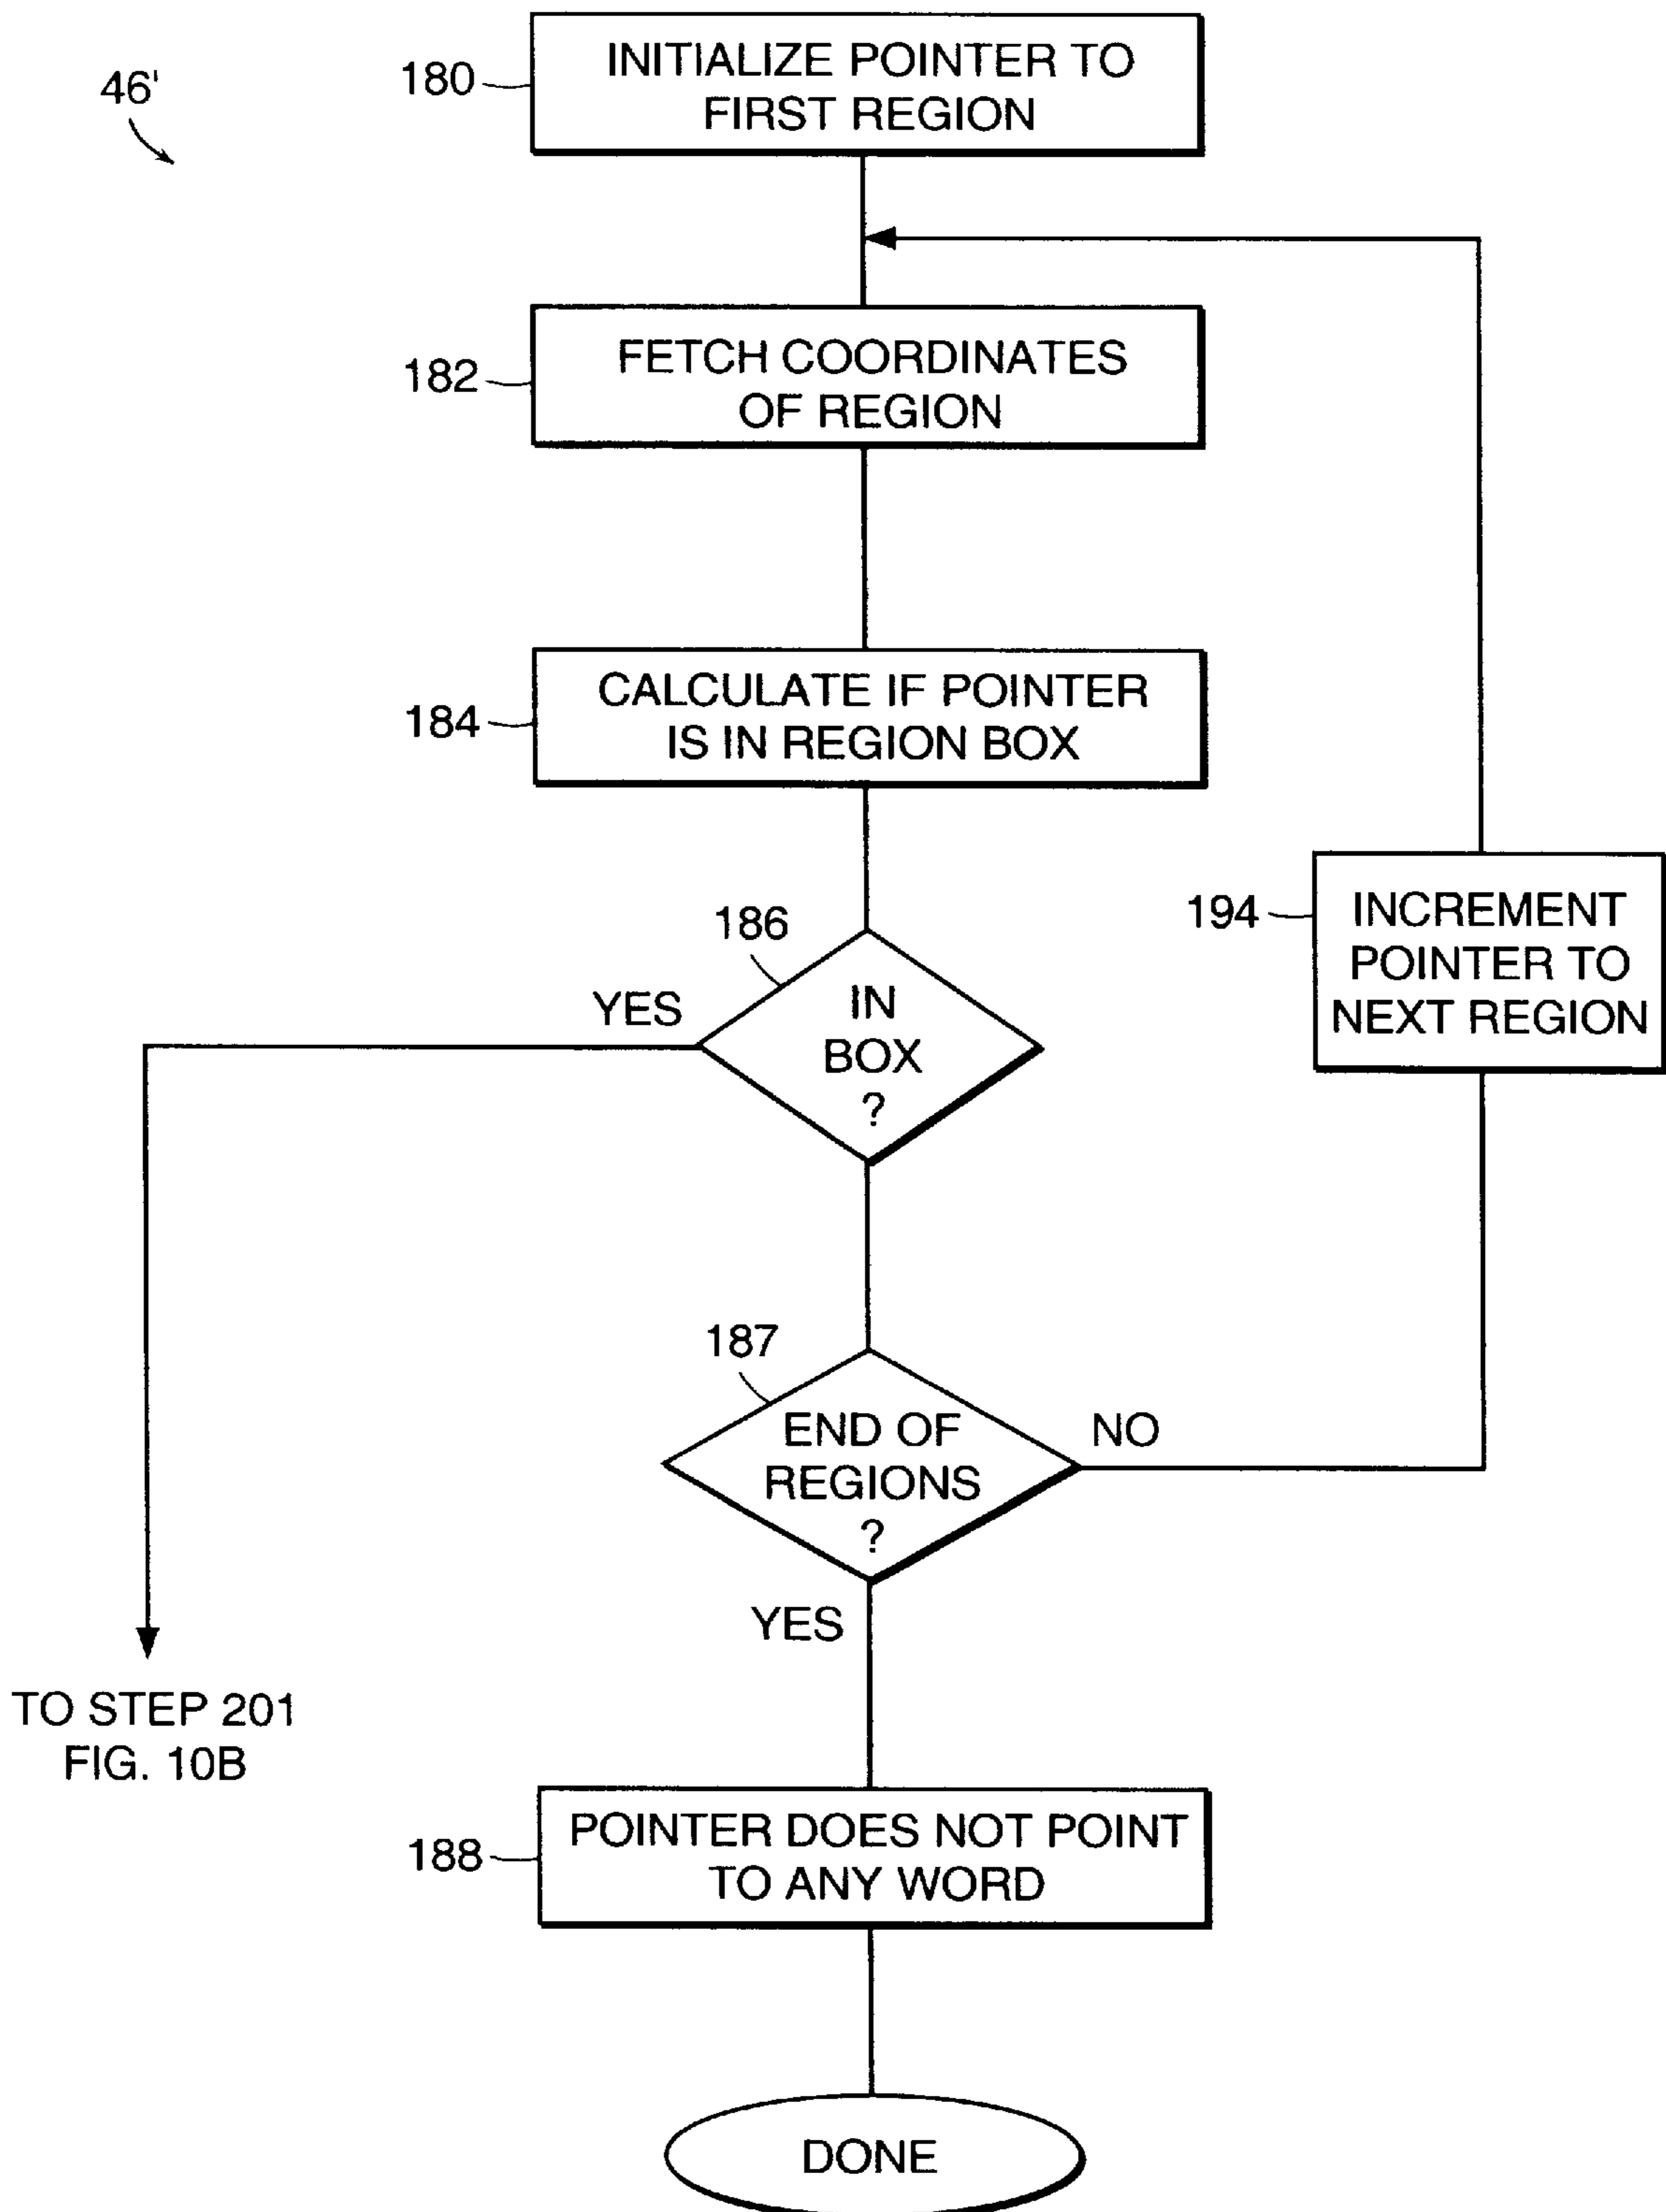 46'
180
INITIALIZE POINTER TO
FIRST REGION
182
FETCH COORDINATES
OF REGION
184
CALCULATE IF POINTER
IS IN REGION BOX
194
INCREMENT
POINTER TO
NEXT REGION
186
YES
IN
BOX
?
187
END OF
REGIONS
?
NO
YES
TO STEP 201
FIG. 10B
188
POINTER DOES NOT POINT
TO ANY WORD
DONE